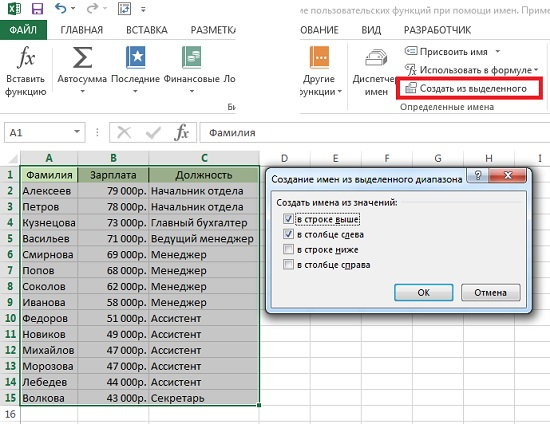 ие пользовательских функций при помощи имен. Приме
ФАЙЛ ГЛАВНАЯ ВСТАВКА РАЗМЕТКА ОВАНИЕ ВИД РАЗРАБОТЧИК
Вставить функцию
Автосумма
Последние
Финансовые
Ло
Другие функции
Диспетчер имен
Присвоить имя
Использовать в формуле
Создать из выделенного
Би
Определенные имена
A1 fx Фамилия
A B C D E F G H I
1 Фамилия Зарплата Должность
2 Алексеев 79 000р. Начальник отдела
3 Петров 78 000р. Начальник отдела
4 Кузнецова 73 000р. Главный бухгалтер
5 Васильев 71 000р. Ведущий менеджер
6 Смирнова 69 000р. Менеджер
7 Попов 68 000р. Менеджер
8 Соколов 62 000р. Менеджер
9 Иванова 58 000р. Менеджер
10 Федоров 51 000р. Ассистент
11 Новиков 49 000р. Ассистент
12 Михайлов 47 000р. Ассистент
13 Морозова 47 000р. Ассистент
14 Лебедев 44 000р. Ассистент
15 Волкова 43 000р. Секретарь
16
Создание имен из выделенного диапазона
Создать имена из значений:
в строке выше
в столбце слева
в строке ниже
в столбце справа
ОК Отмена